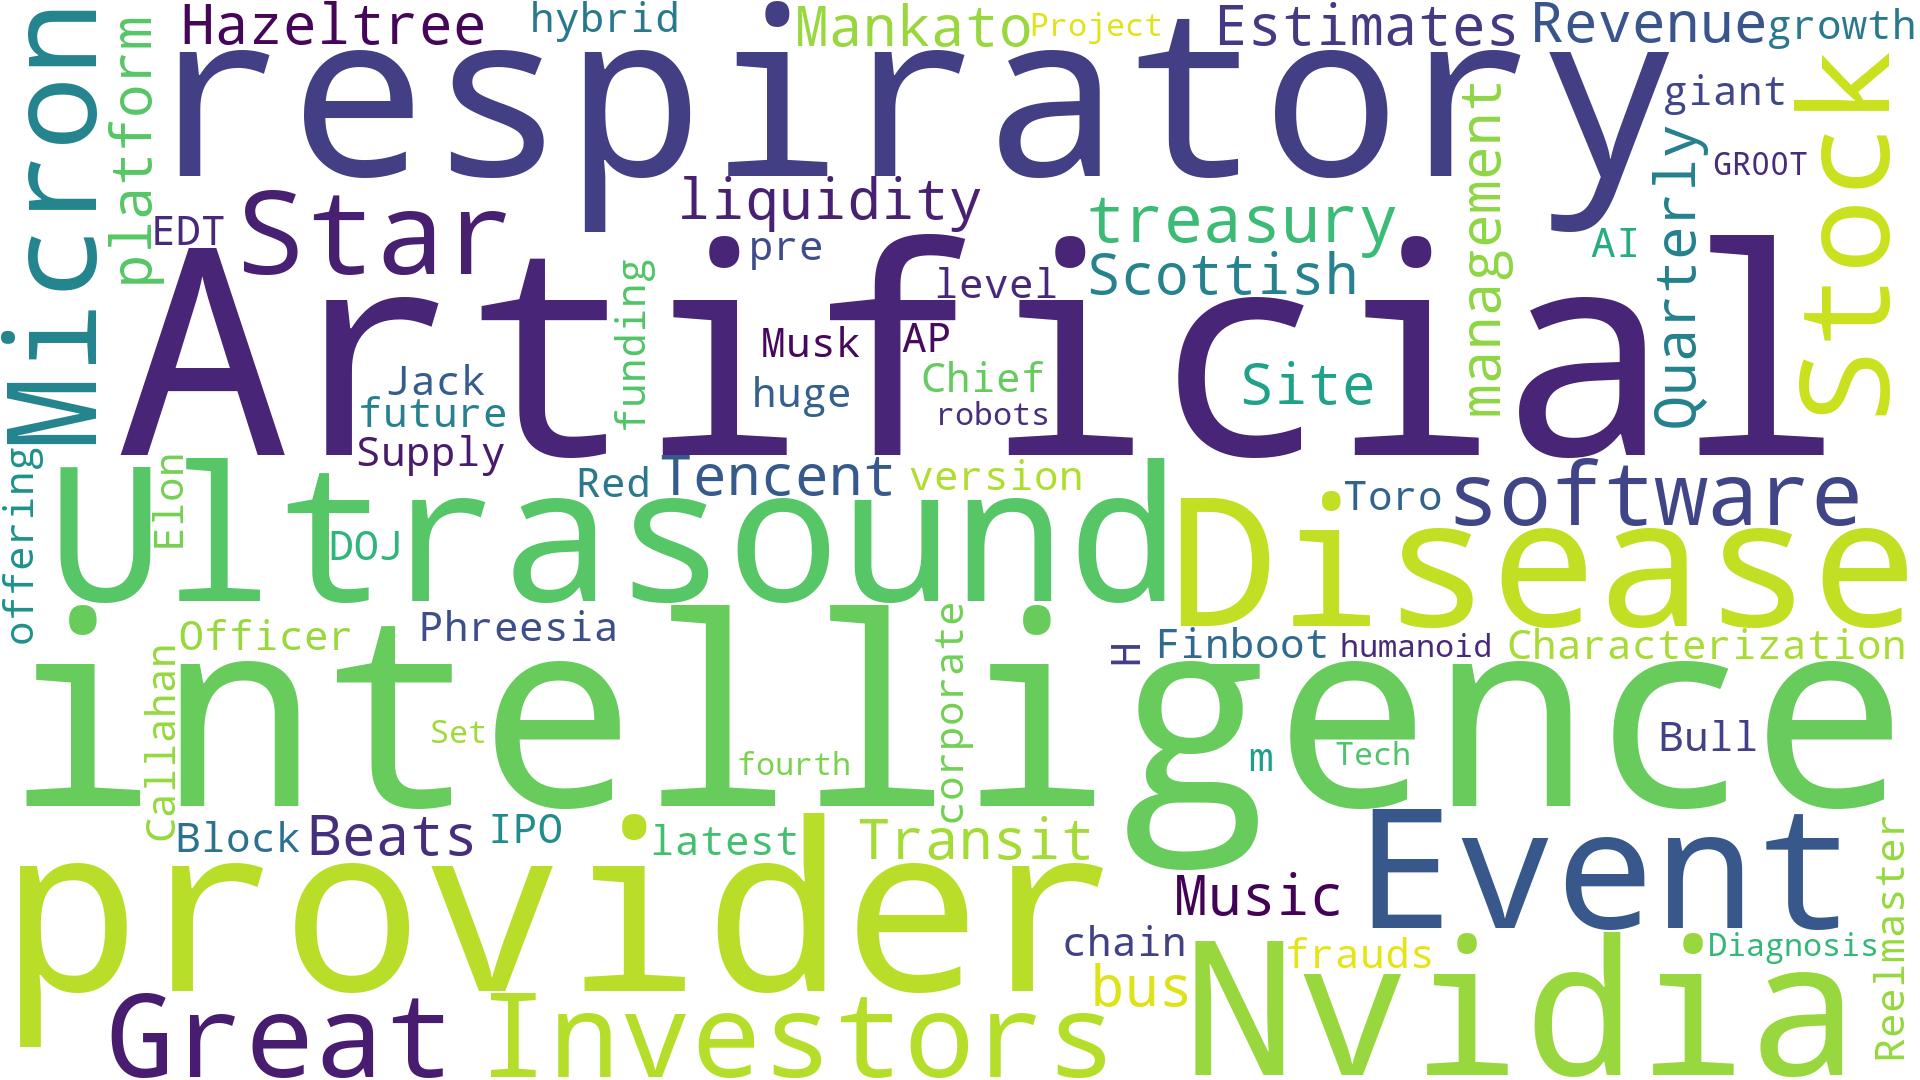 Micron
platform
Hazeltree
hybrid
Mankato
Project
Estimates
Revenue
growth
respiratory
giant
Stock
management
Quarterly
GROOT
EDT
Star
liquidity
pre
treasury
Scottish
AI
level
Artificial
funding
Musk
AP
Jack
future
Supply
huge
Chief
robots
Site
offering
Elon
Ultrasound
DOJ
Red
Tencent
version
Disease
Toro
software
intelligence
Officer
Phreesia
corporate
H
Finboot
humanoid
Characterization
Callahan
Set
fourth
m
Tech
Bull
Block
Beats
IPO
latest
Transit
provider
Music
Event
Reelmaster
chain
bus
frauds
Diagnosis
Nvidia
Great
Investors